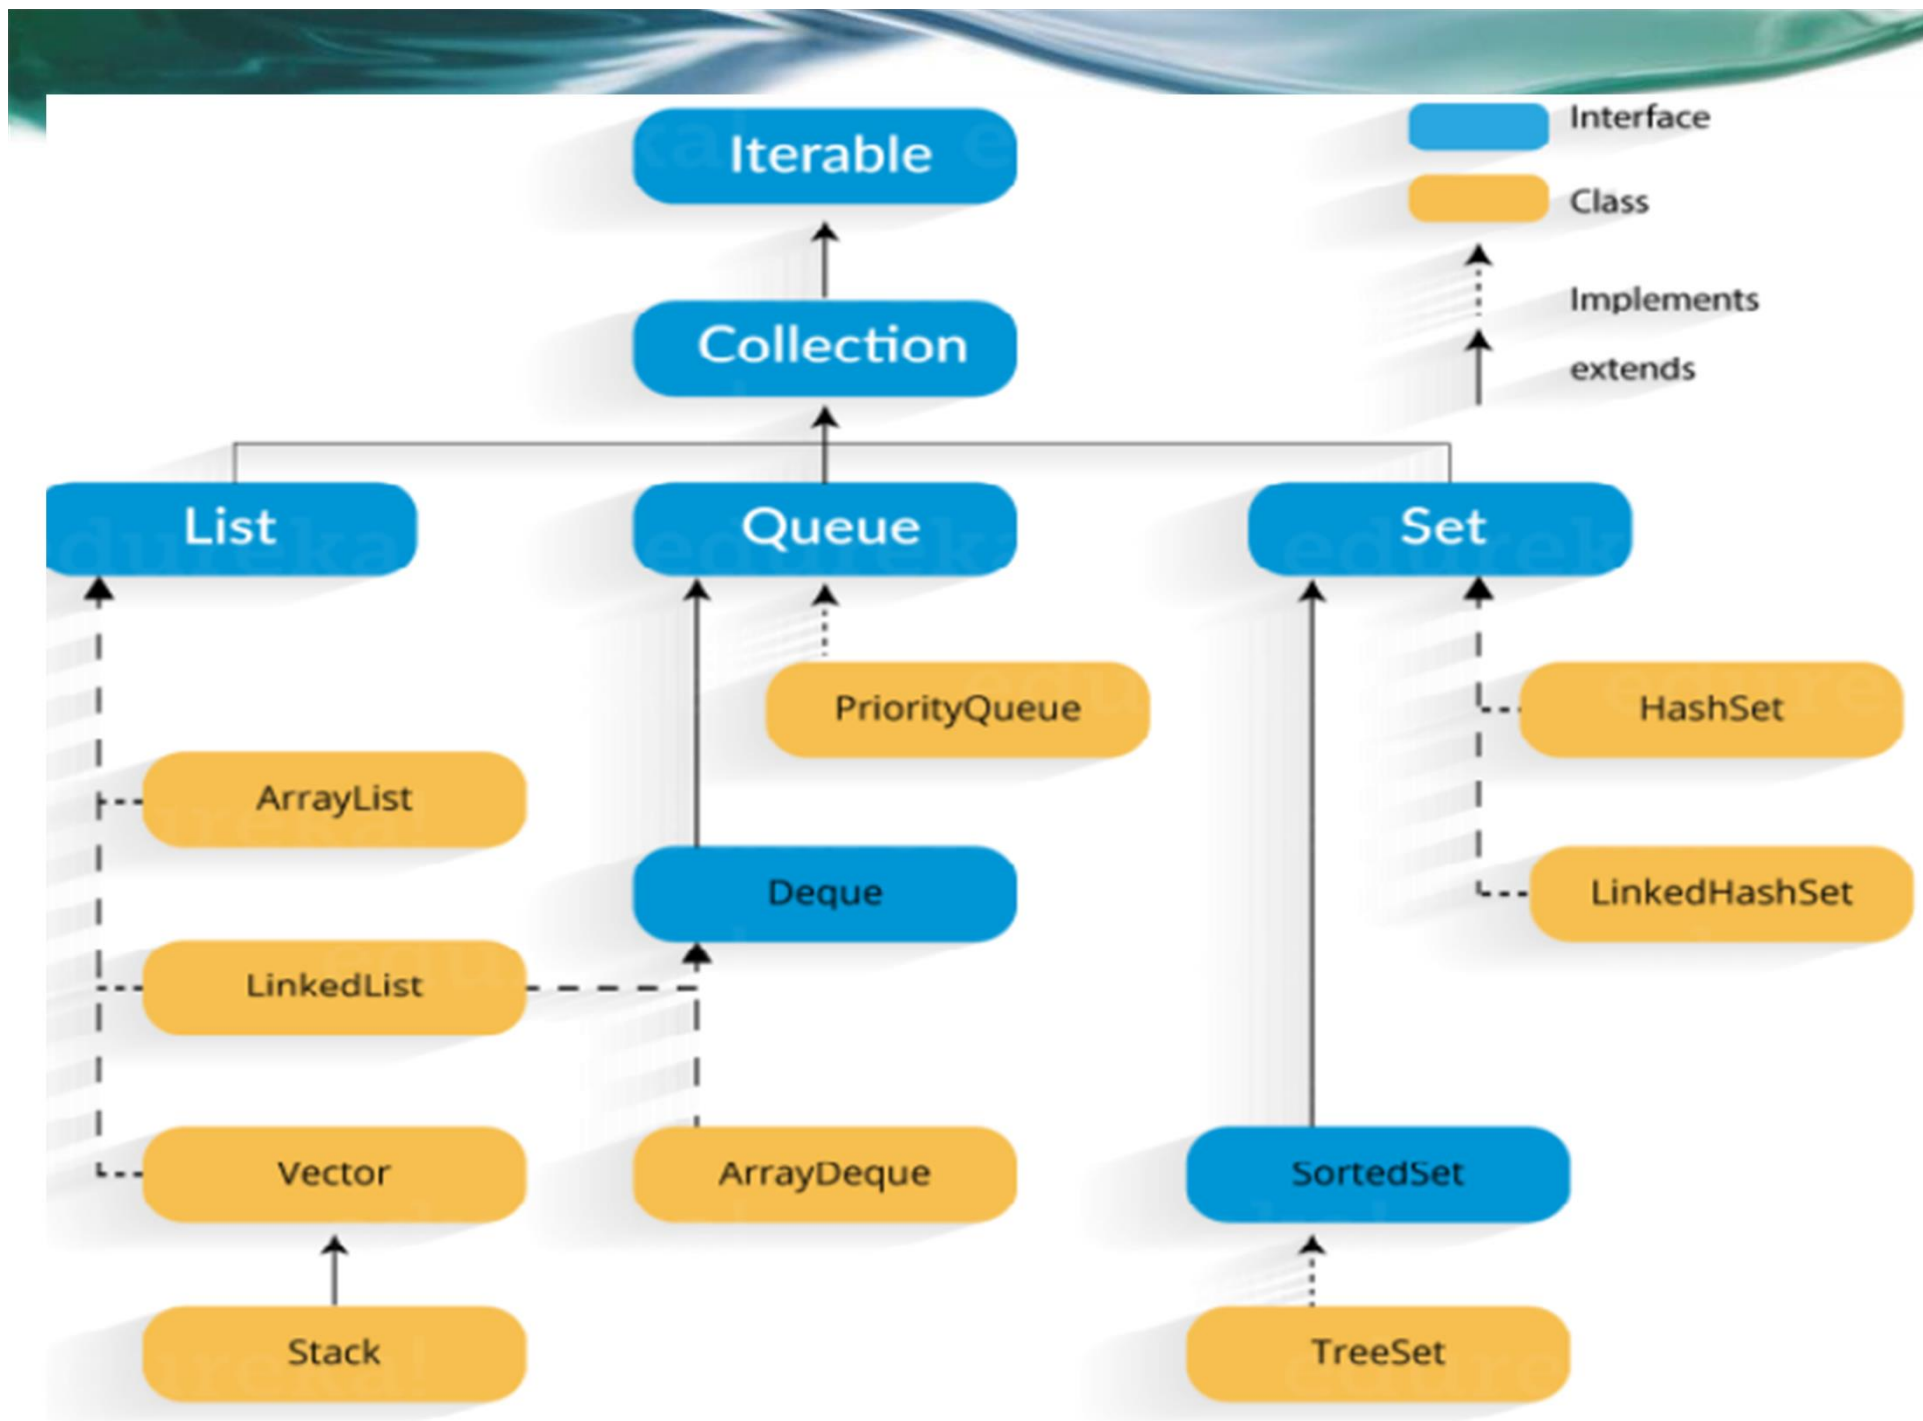 Iterable
Interface
Class
Implements
extends
Collection
List
Queue
Set
PriorityQueue
HashSet
ArrayList
Deque
LinkedHashSet
LinkedList
Vector
ArrayDeque
SortedSet
Stack
TreeSet